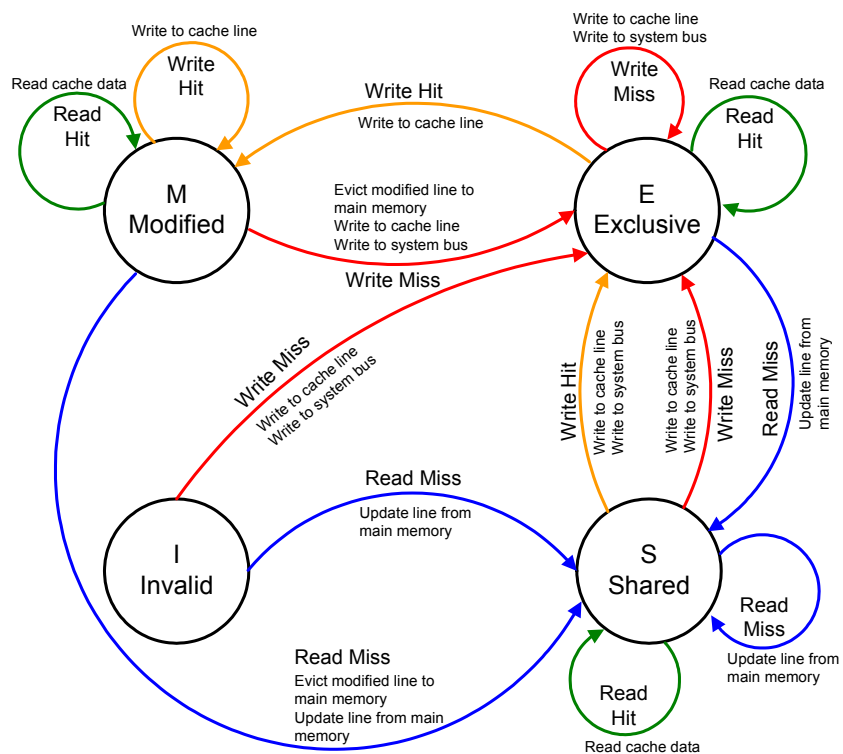 Write to cache line
Write
Hit
Read cache data
Read
Hit
M
Modified
Write Hit
Write to cache line
Write to cache line
Write to system bus
Write
Miss
Read cache data
Read
Hit
E
Exclusive
Evict modified line to
main memory
Write to cache line
Write to system bus
Write Miss
Write Miss
Write to cache line
Write to system bus
Write Hit
Write to cache line
Write to system bus
Write to cache line
Write to system bus
Write Miss
Read Miss
Update line from
main memory
Read Miss
Update line from
main memory
I
Invalid
S
Shared
Read
Miss
Update line from
main memory
Read Miss
Evict modified line to
main memory
Update line from main
memory
Read
Hit
Read cache data